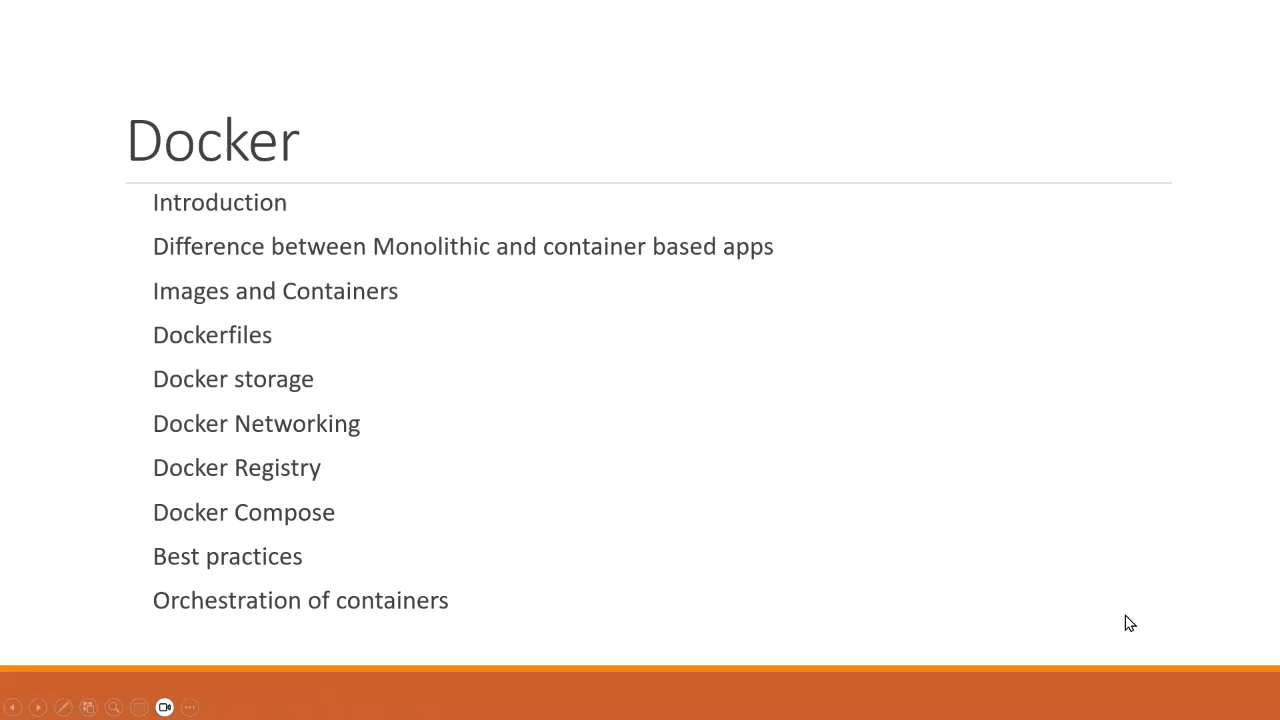 Docker
Introduction
Difference between Monolithic and container based apps
Images and Containers
Dockerfiles
Docker storage
Docker Networking
Docker Registry
Docker Compose
Best practices
Orchestration of containers